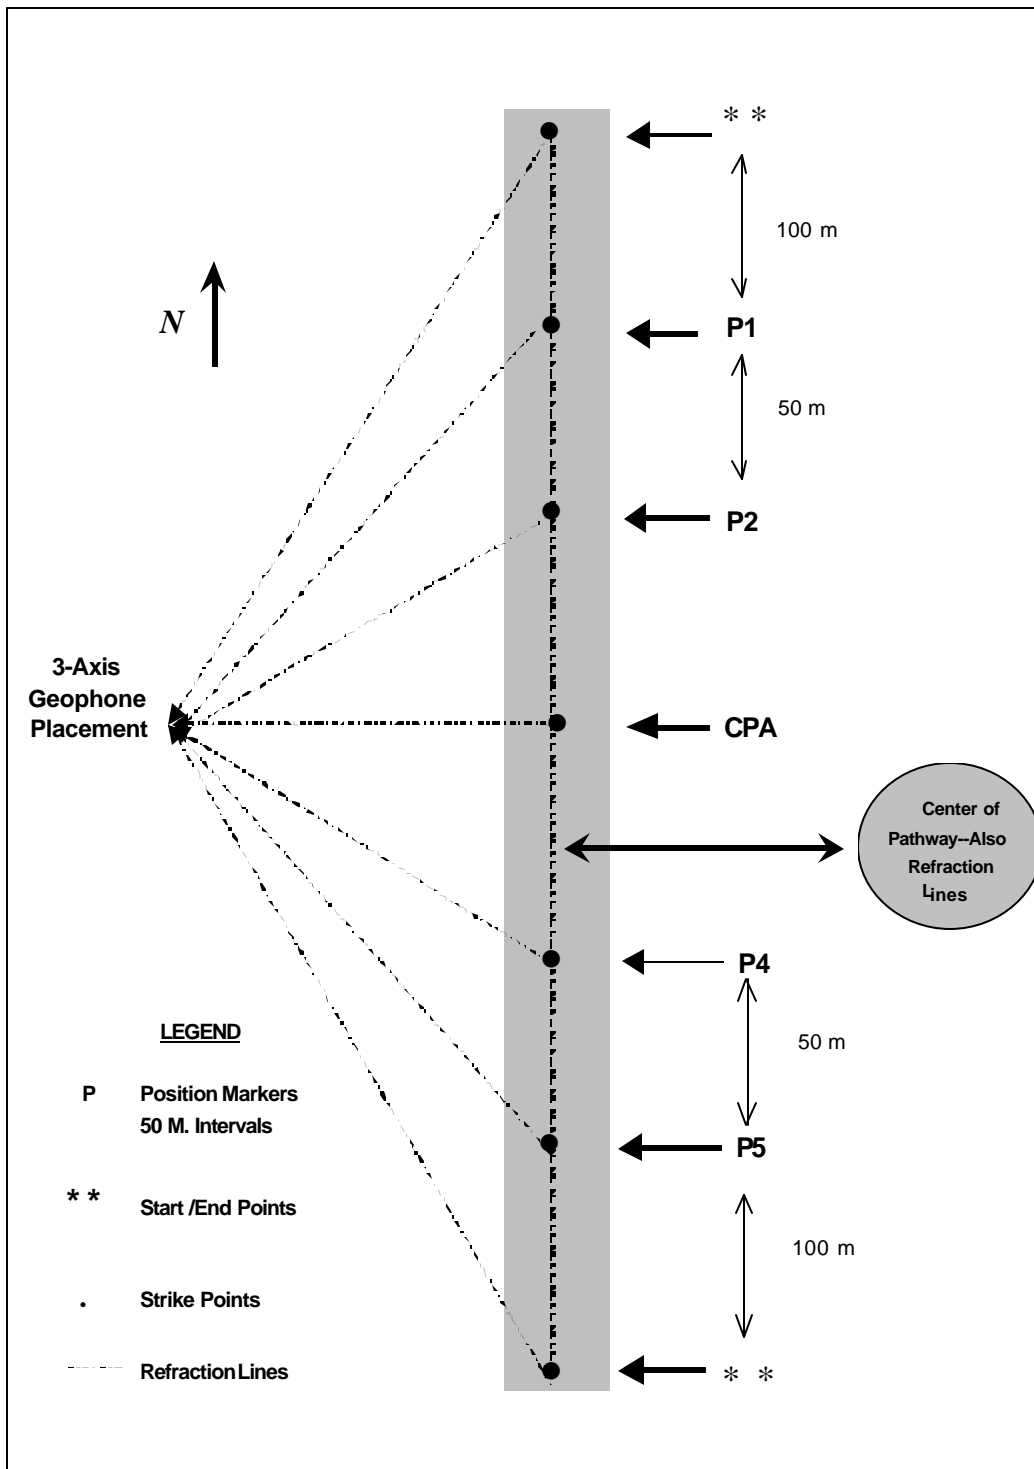 * *
100 m
N
P1
50 m
P2
3-Axis
Geophone
Placement
CPA
Center of
Pathway--Also
Refraction
Lines
P4
LEGEND
50 m
P Position Markers
50 M. Intervals
P5
* * Start /End Points
100 m
. Strike Points
Refraction Lines
* *